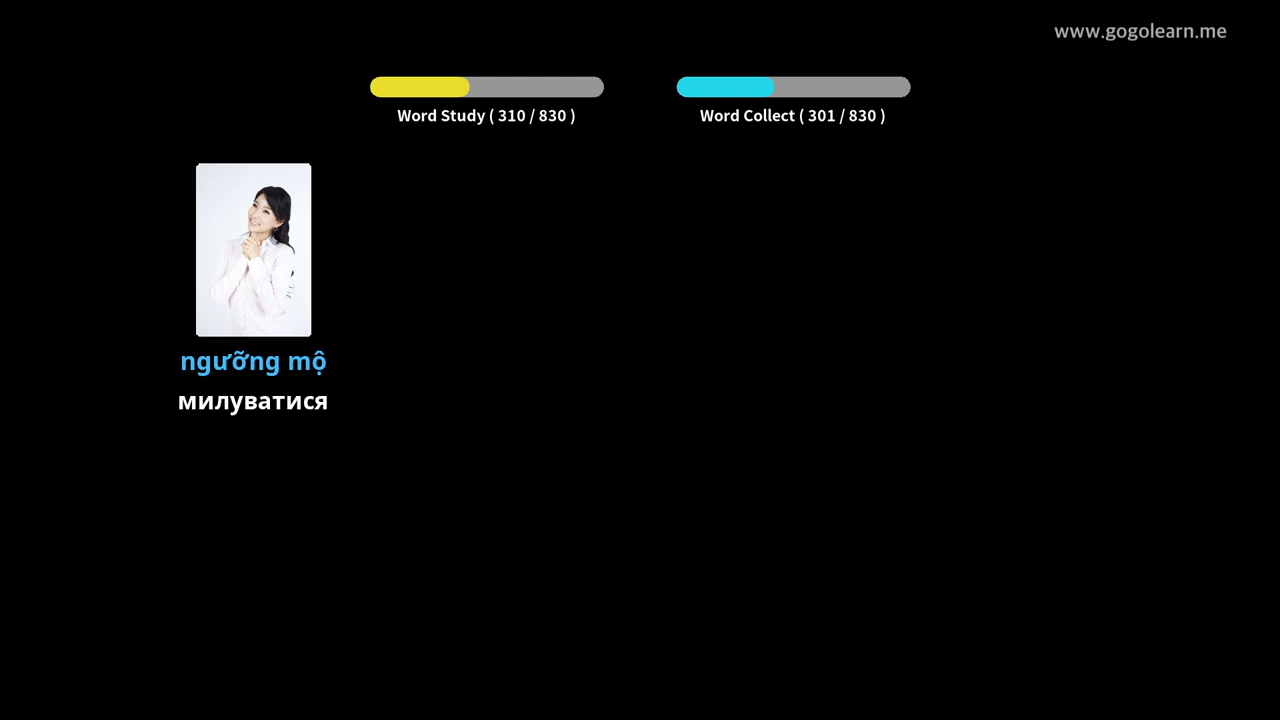 www.gogolearn.me
Word Study ( 310 / 830 )
Word Collect ( 301 / 830 )
ngưỡng mộ
милуватися